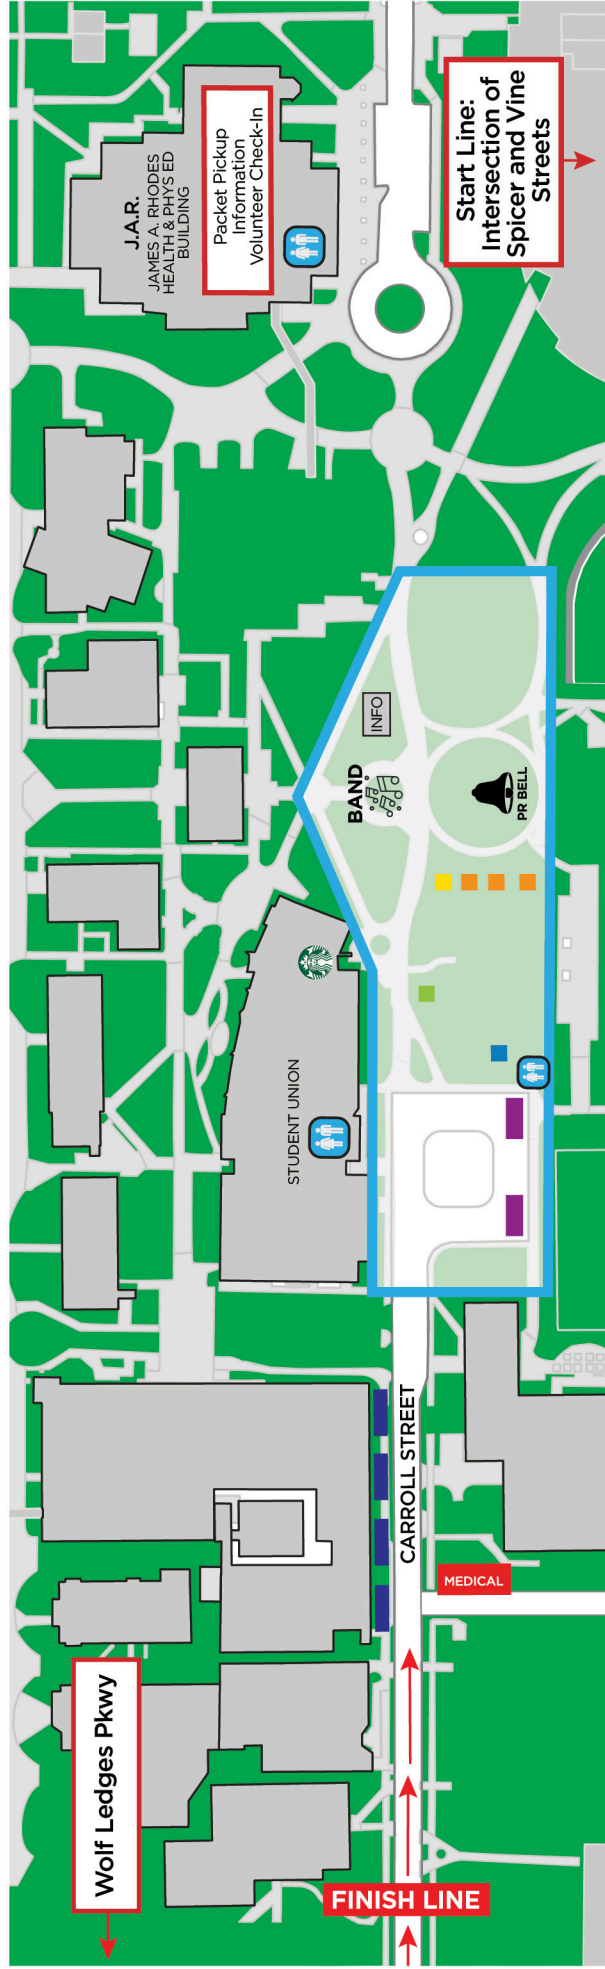 J.A.R.
JAMES A. RHODES
HEALTH & PHYS ED
BUILDING
Packet Pickup
Information
Volunteer Check-In
Start Line:
Intersection of
Spicer and Vine
Streets
INFO
BAND
PR BELL
STUDENT UNION
CARROLL STREET
MEDICAL
Wolf Ledges Pkwy
FINISH LINE